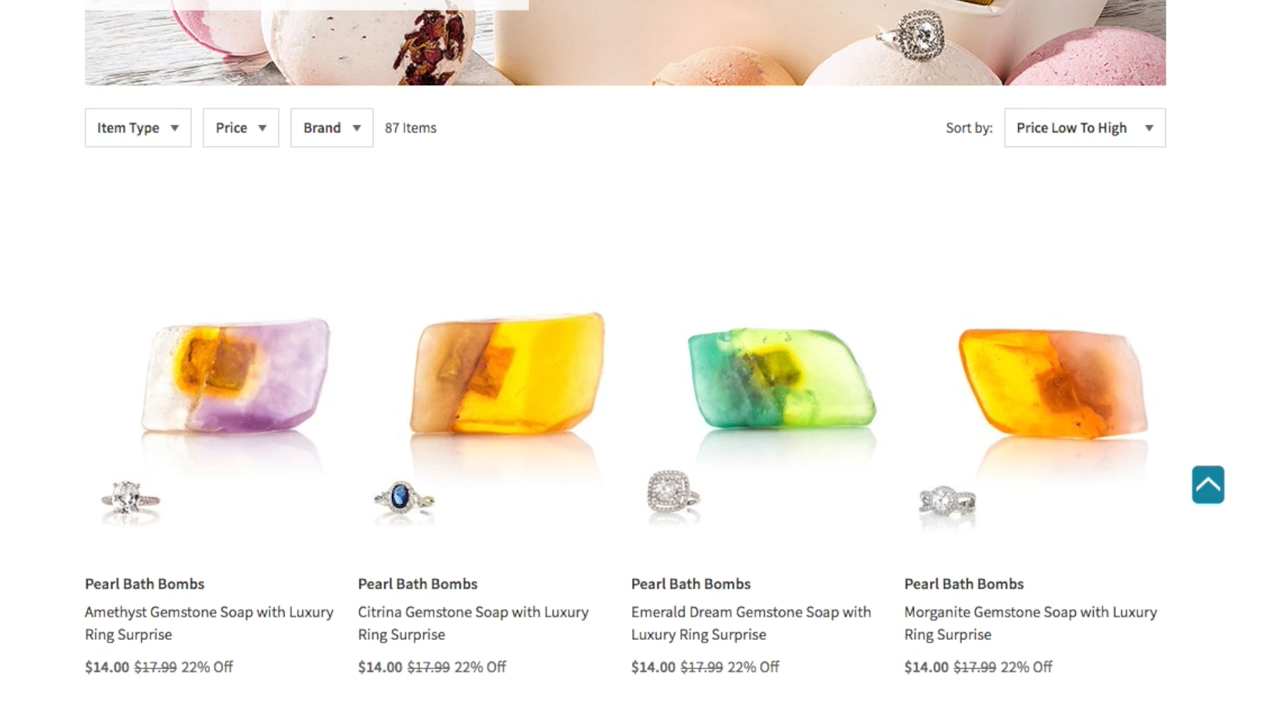 Item Type
Price
Brand
87 Items
Sort by:
Price Low To High
Pearl Bath Bombs
Amethyst Gemstone Soap with Luxury
Ring Surprise
$14.00 $17.99 22% Off
Pearl Bath Bombs
Citrina Gemstone Soap with Luxury
Ring Surprise
$14.00 $17.99 22% Off
Pearl Bath Bombs
Emerald Dream Gemstone Soap with
Luxury Ring Surprise
$14.00 $17.99 22% Off
Pearl Bath Bombs
Morganite Gemstone Soap with Luxury
Ring Surprise
$14.00 $17.99 22% Off